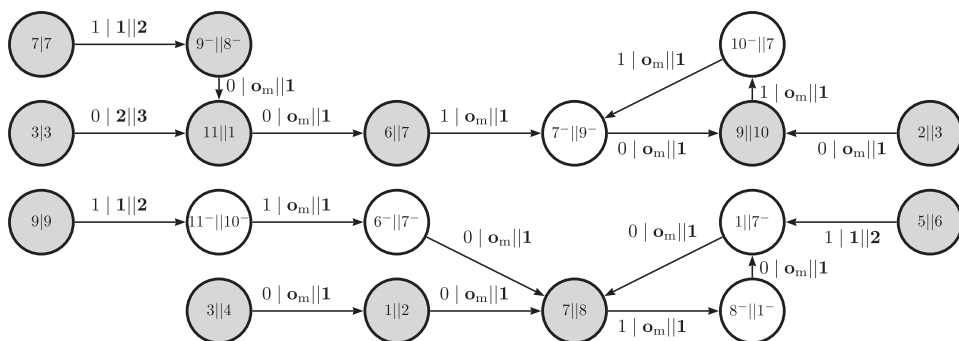 7|7 1 | 1||2 9⁻||8⁻ 10⁻||7
0 | oₘ||1 1 | oₘ||1
3|3 0 | 2||3 11||1 0 | oₘ||1 6||7 1 | oₘ||1 7⁻||9⁻ 0 | oₘ||1 9||10 1 | oₘ||1 0 | oₘ||1 2||3
9|9 1 | 1||2 11⁻||10⁻ 1 | oₘ||1 6⁻||7⁻ 0 | oₘ||1 0 | oₘ||1 1||7⁻ 1 | 1||2 5||6
3||4 0 | oₘ||1 1||2 0 | oₘ||1 7||8 1 | oₘ||1 8⁻||1⁻ 0 | oₘ||1